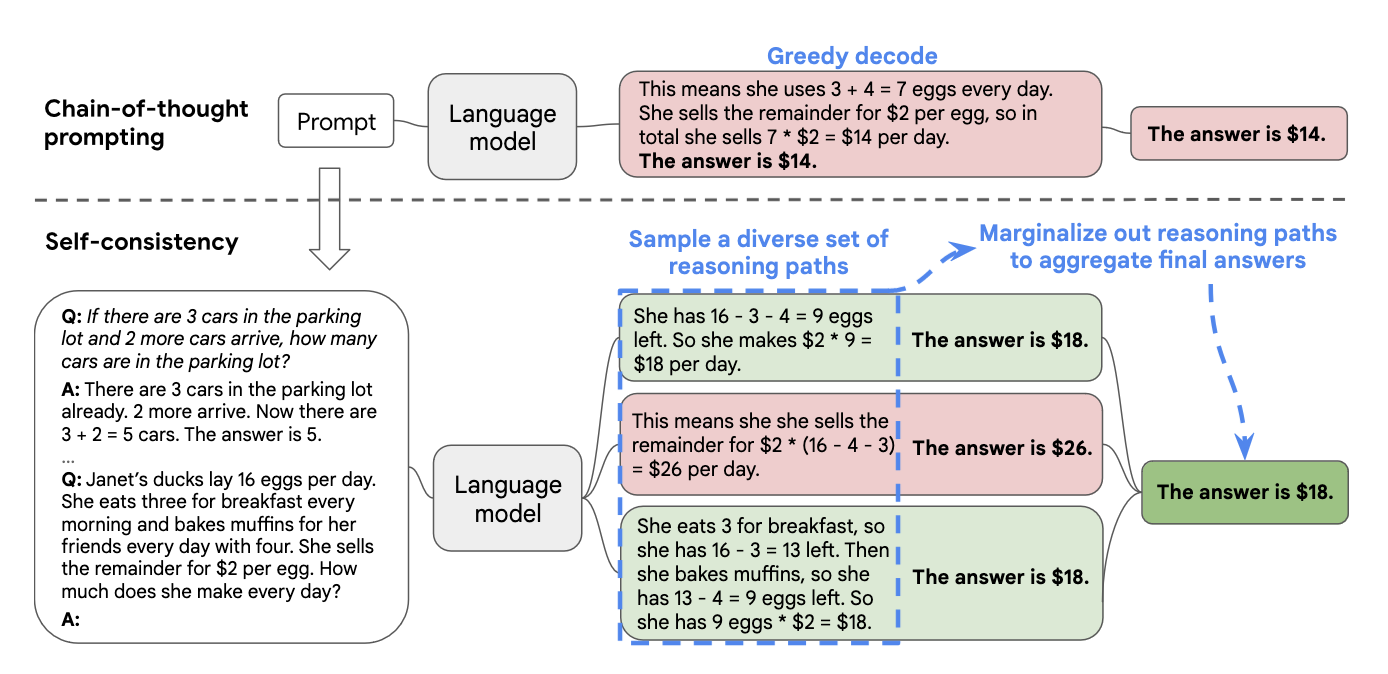 Greedy decode
Chain-of-thought
prompting
Prompt
Language
model
This means she uses 3 + 4 = 7 eggs every day.
She sells the remainder for $2 per egg, so in
total she sells 7 * $2 = $14 per day.
The answer is $14.
The answer is $14.
Self-consistency
Sample a diverse set of
reasoning paths
Marginalize out reasoning paths
to aggregate final answers
Q: If there are 3 cars in the parking
lot and 2 more cars arrive, how many
cars are in the parking lot?
A: There are 3 cars in the parking lot
already. 2 more arrive. Now there are
3 + 2 = 5 cars. The answer is 5.
...
Q: Janet's ducks lay 16 eggs per day.
She eats three for breakfast every
morning and bakes muffins for her
friends every day with four. She sells
the remainder for $2 per egg. How
much does she make every day?
A:
Language
model
She has 16 - 3 - 4 = 9 eggs
left. So she makes $2 * 9 =
$18 per day.
The answer is $18.
This means she she sells the
remainder for $2 * (16 - 4 - 3)
= $26 per day.
The answer is $26.
She eats 3 for breakfast, so
she has 16 - 3 = 13 left. Then
she bakes muffins, so she
has 13 - 4 = 9 eggs left. So
she has 9 eggs * $2 = $18.
The answer is $18.
The answer is $18.